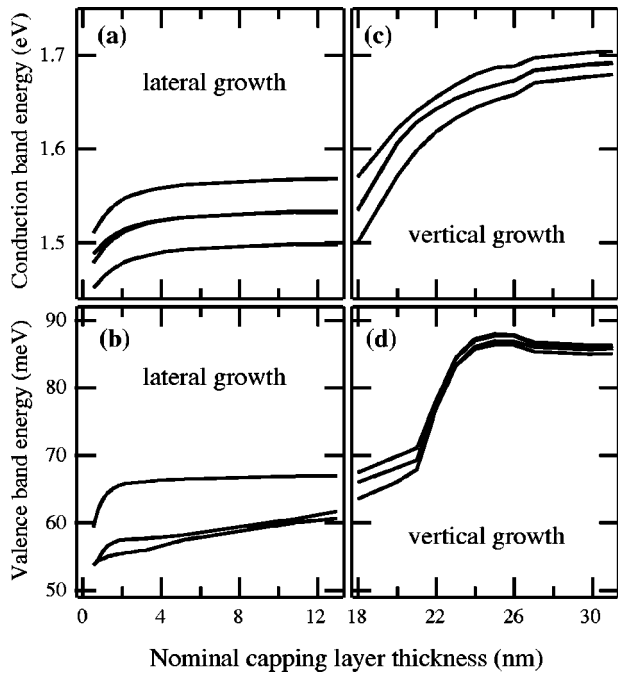 (a)
lateral growth
Conduction band energy (eV)
1.7
1.6
1.5
(c)
vertical growth
(b)
lateral growth
Valence band energy (meV)
90
80
70
60
50
0 4 8 12
(d)
vertical growth
18 22 26 30
Nominal capping layer thickness (nm)